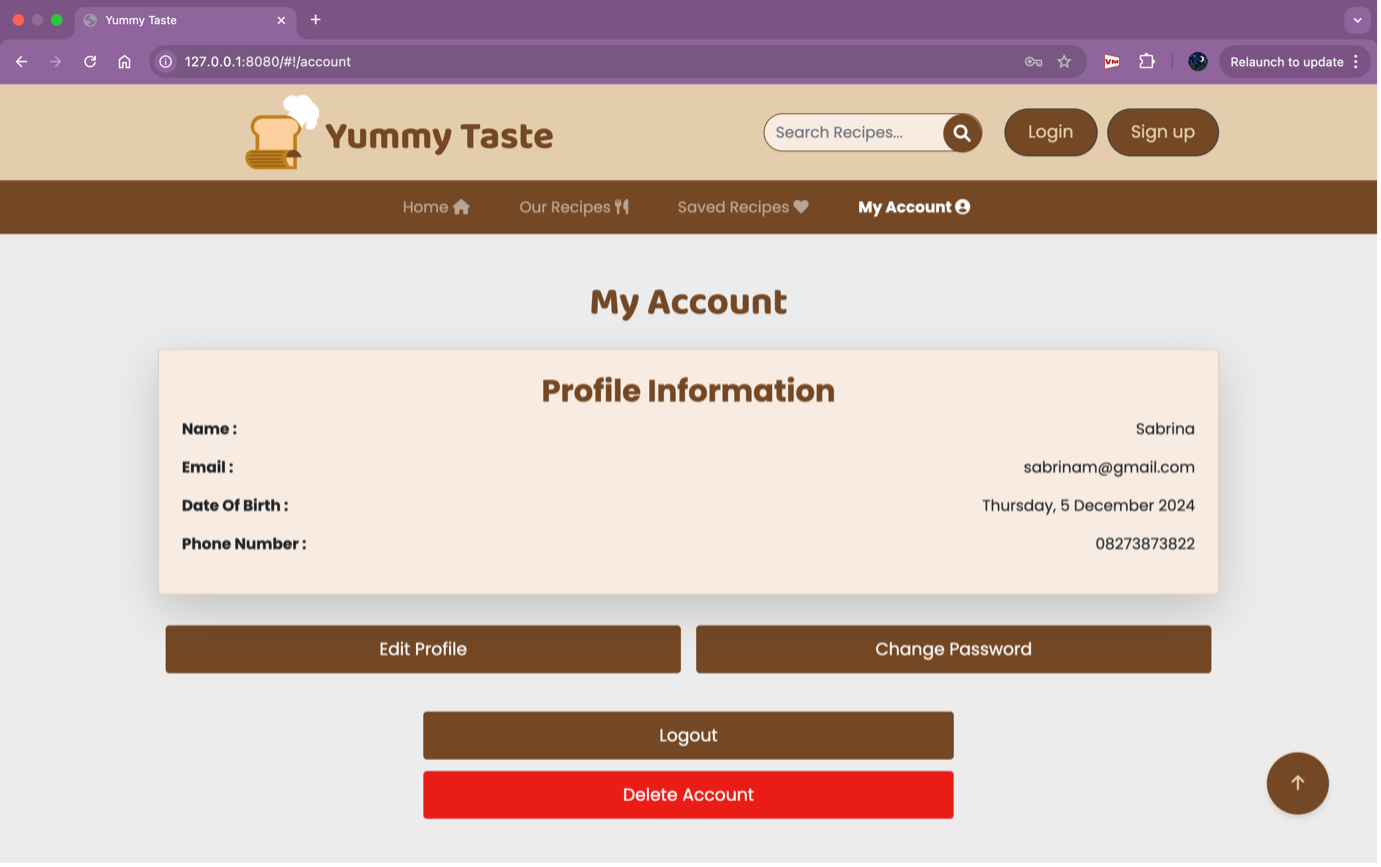 Yummy Taste
127.0.0.1:8080/#!/account
VM
Relaunch to update
Yummy Taste
Search Recipes...
Login
Sign up
Home
Our Recipes
Saved Recipes
My Account
My Account
Profile Information
Name : Sabrina
Email : sabrinam@gmail.com
Date Of Birth : Thursday, 5 December 2024
Phone Number : 08273873822
Edit Profile
Change Password
Logout
Delete Account